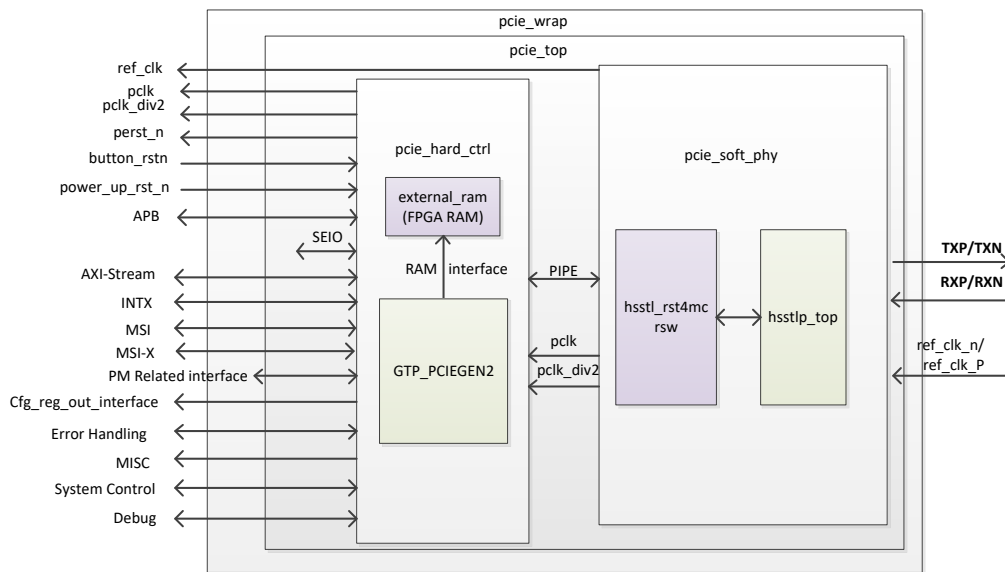 pcie_wrap
pcie_top
ref_clk
pclk
pclk_div2
perst_n
button_rstn
power_up_rst_n
APB
SEIO
AXI-Stream
INTX
MSI
MSI-X
PM Related interface
Cfg_reg_out_interface
Error Handling
MISC
System Control
Debug
pcie_hard_ctrl
external_ram
(FPGA RAM)
RAM interface
GTP_PCIEGEN2
PIPE
pclk
pclk_div2
pcie_soft_phy
hsstl_rst4mc
rsw
hsstlp_top
TXP/TXN
RXP/RXN
ref_clk_n/
ref_clk_P